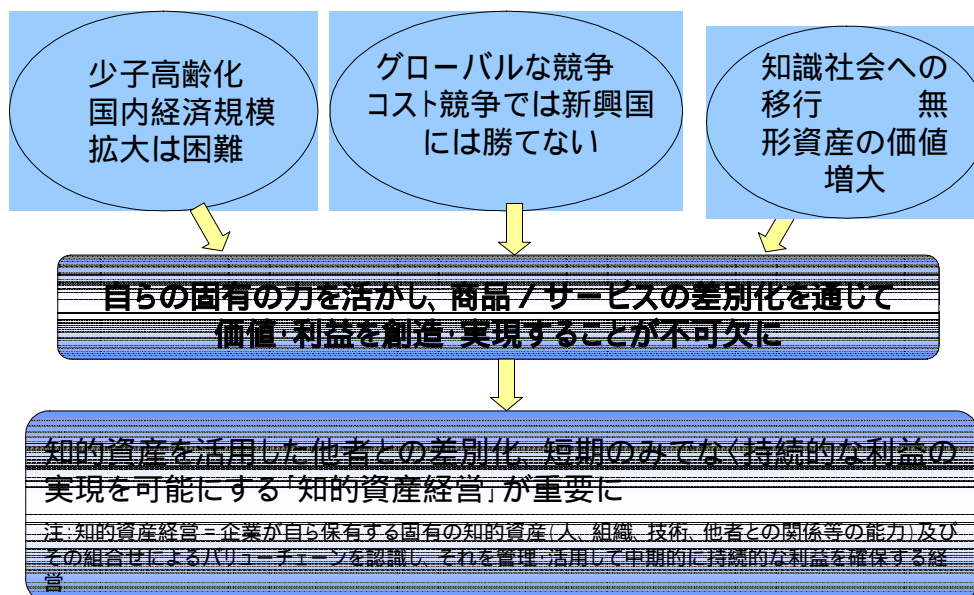 少子高齢化
国内経済規模
拡大は困難
グローバルな競争
コスト競争では新興国
には勝てない
知識社会への
移行 無
形資産の価値
増大
自らの固有の力を活かし、商品/サービスの差別化を通じて
価値・利益を創造・実現することが不可欠に
知的資産を活用した他者との差別化、短期のみでなく持続的な利益の
実現を可能にする「知的資産経営」が重要に
注:知的資産経営=企業が自ら保有する固有の知的資産(人、組織、技術、他者との関係等の能力)及び
その組合せによるバリューチェーンを認識し、それを管理・活用して中期的に持続的な利益を確保する経
営